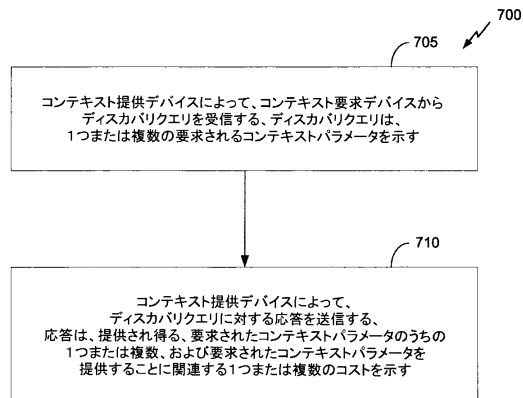 700
705
コンテキスト提供デバイスによって、コンテキスト要求デバイスから
ディスカバリクエリを受信する、ディスカバリクエリは、
1つまたは複数の要求されるコンテキストパラメータを示す
710
コンテキスト提供デバイスによって、
ディスカバリクエリに対する応答を送信する、
応答は、提供され得る、要求されたコンテキストパラメータのうちの
1つまたは複数、および要求されたコンテキストパラメータを
提供することに関連する1つまたは複数のコストを示す